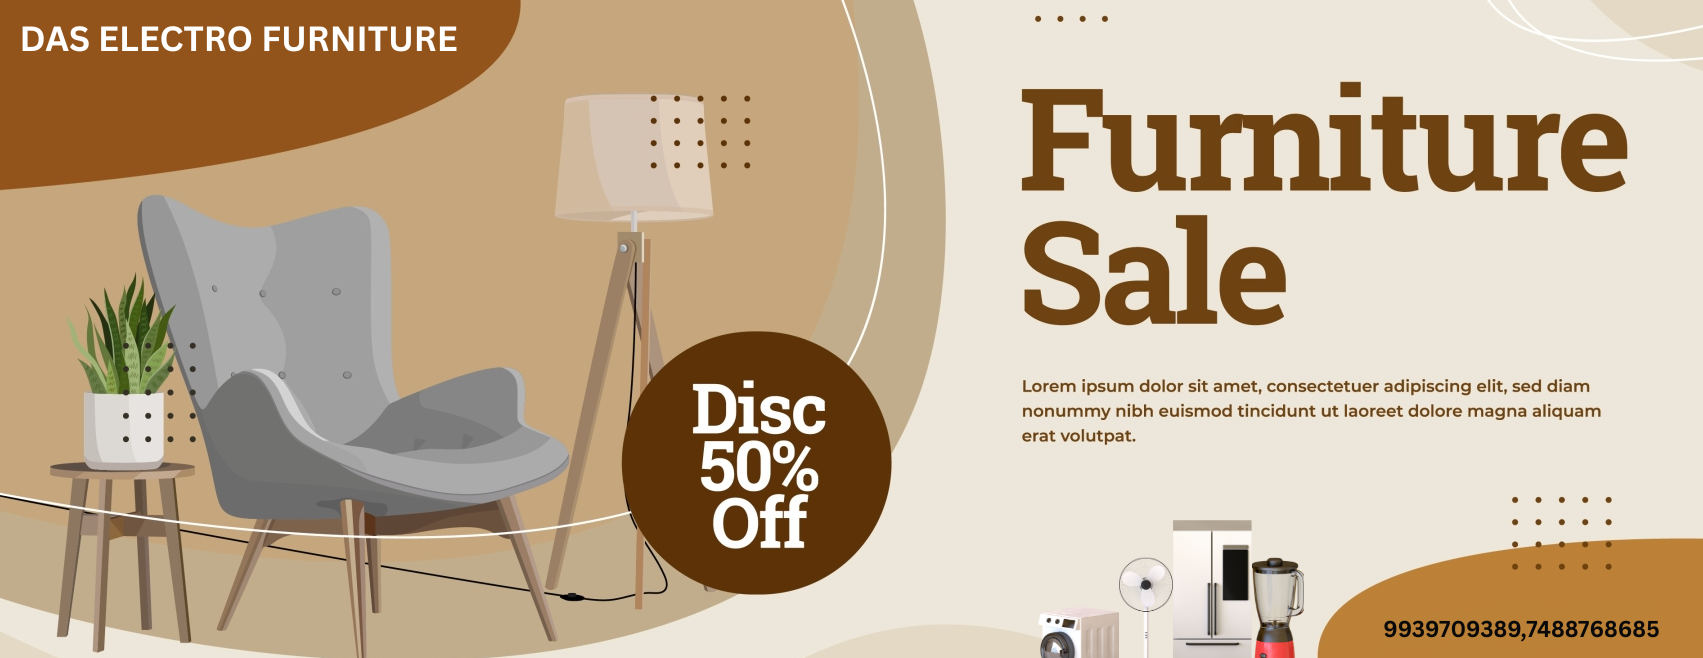 DAS ELECTRO FURNITURE
Furniture
Sale
Lorem ipsum dolor sit amet, consectetuer adipiscing elit, sed diam
nonummy nibh euismod tincidunt ut laoreet dolore magna aliquam
erat volutpat.
Disc
50%
Off
9939709389,7488768685